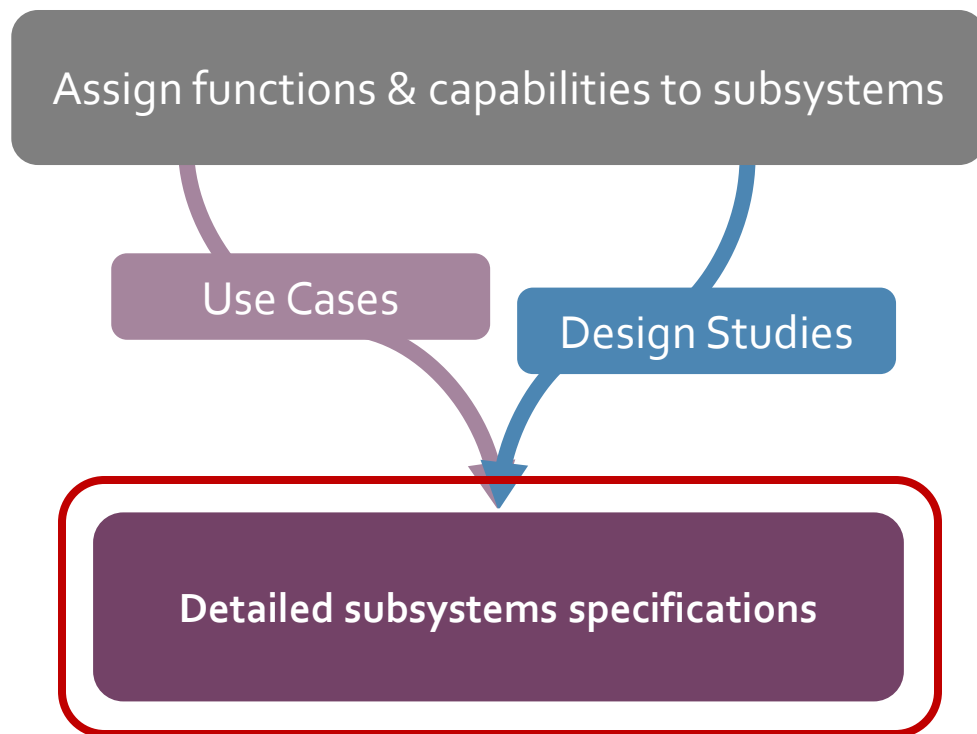 Assign functions & capabilities to subsystems
Use Cases
Design Studies
Detailed subsystems specifications